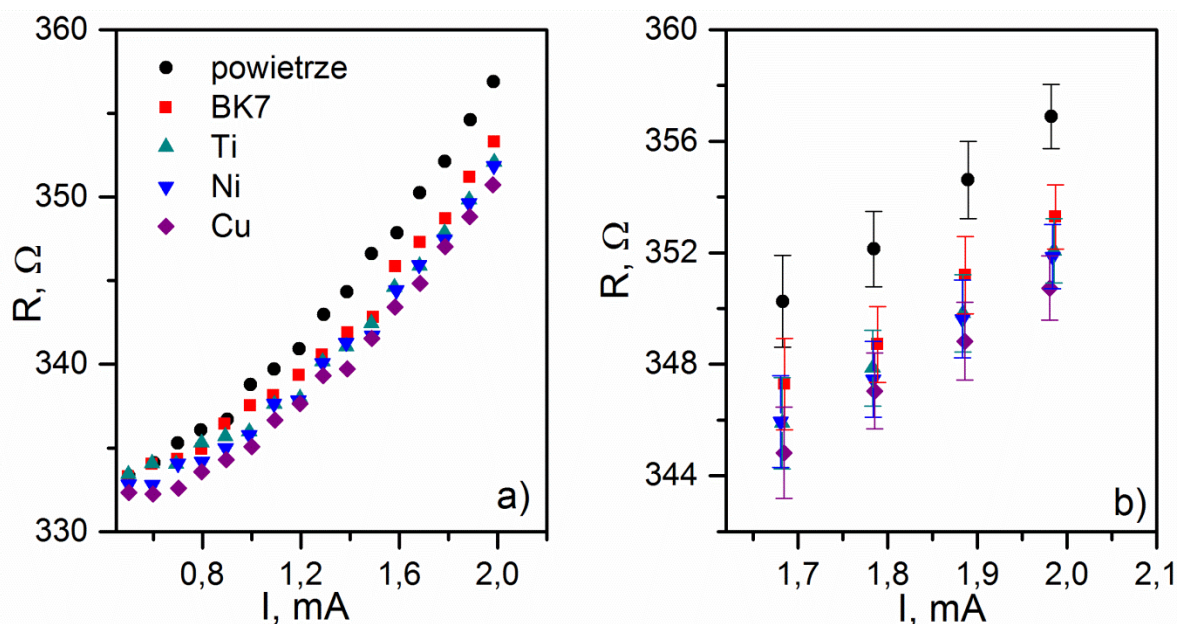 360
350
340
330
R, Ω
powietrze
BK7
Ti
Ni
Cu
a)
0,8
1,2
1,6
2,0
I, mA
360
356
352
348
344
R, Ω
b)
1,7
1,8
1,9
2,0
2,1
I, mA